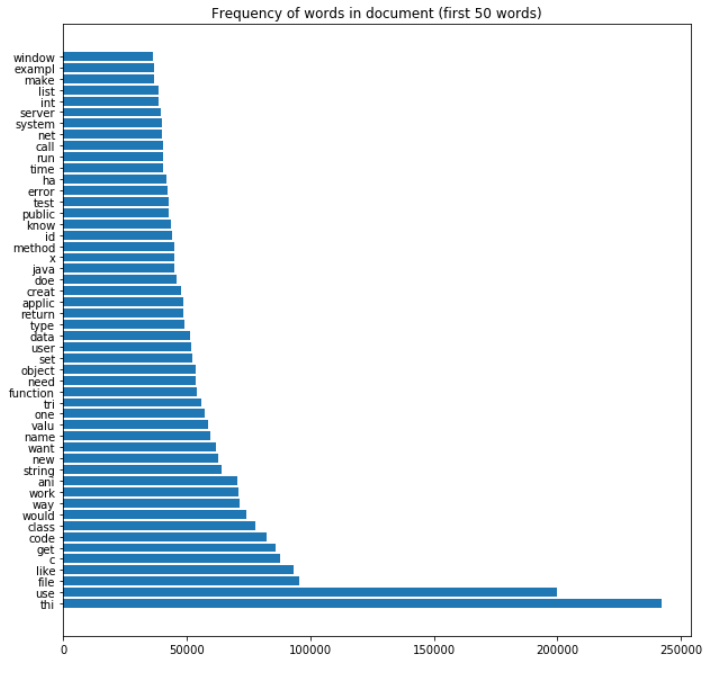 Frequency of words in document (first 50 words)
window
exampl
make
list
int
server
system
net
call
run
time
ha
error
test
public
know
id
method
x
java
doe
creat
applic
return
type
data
user
set
object
need
function
tri
one
valu
name
want
new
string
ani
work
way
would
class
code
get
c
like
file
use
thi
0 50000 100000 150000 200000 250000